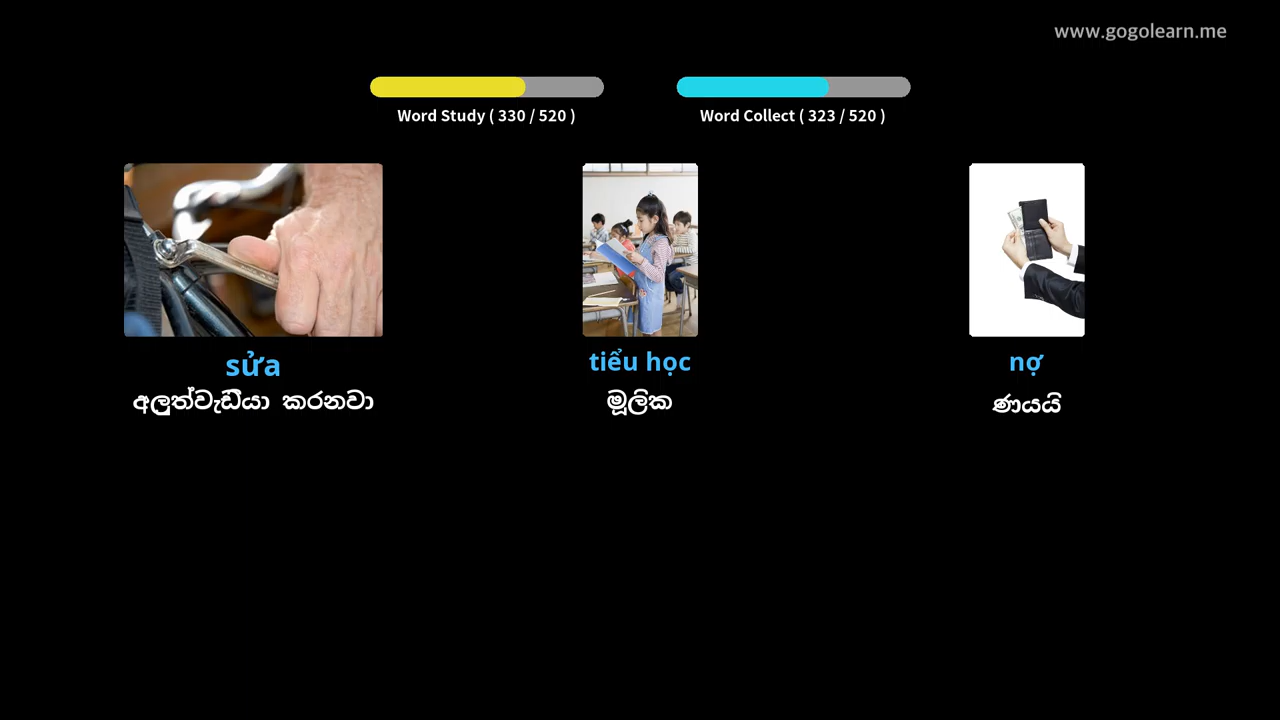 www.gogolearn.me
Word Study ( 330 / 520 )
Word Collect ( 323 / 520 )
sửa
tiểu học
nợ
අලුත්වැඩියා කරනවා
මූලික
ණයයි